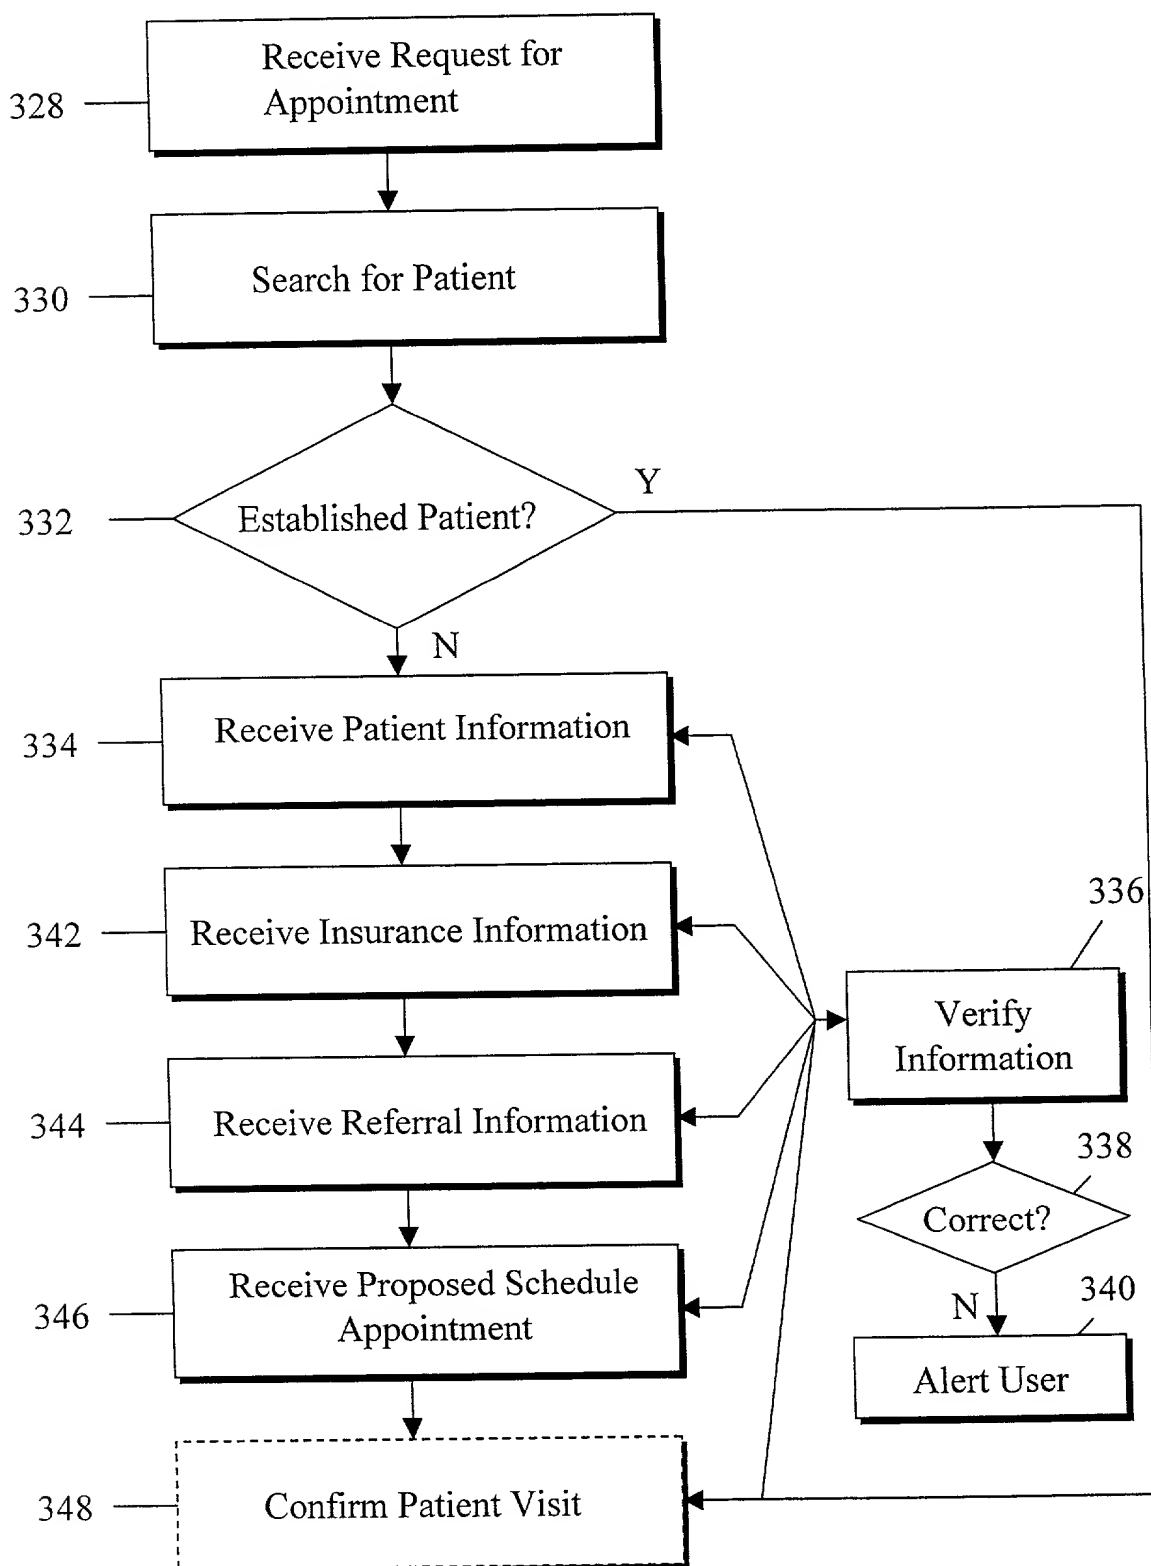 Receive Request for
Appointment
328
Search for Patient
330
Y
Established Patient?
332
N
Receive Patient Information
334
336
Receive Insurance Information
342
Verify
Information
Receive Referral Information
344
338
Correct?
Receive Proposed Schedule
Appointment
346
N
340
Alert User
Confirm Patient Visit
348